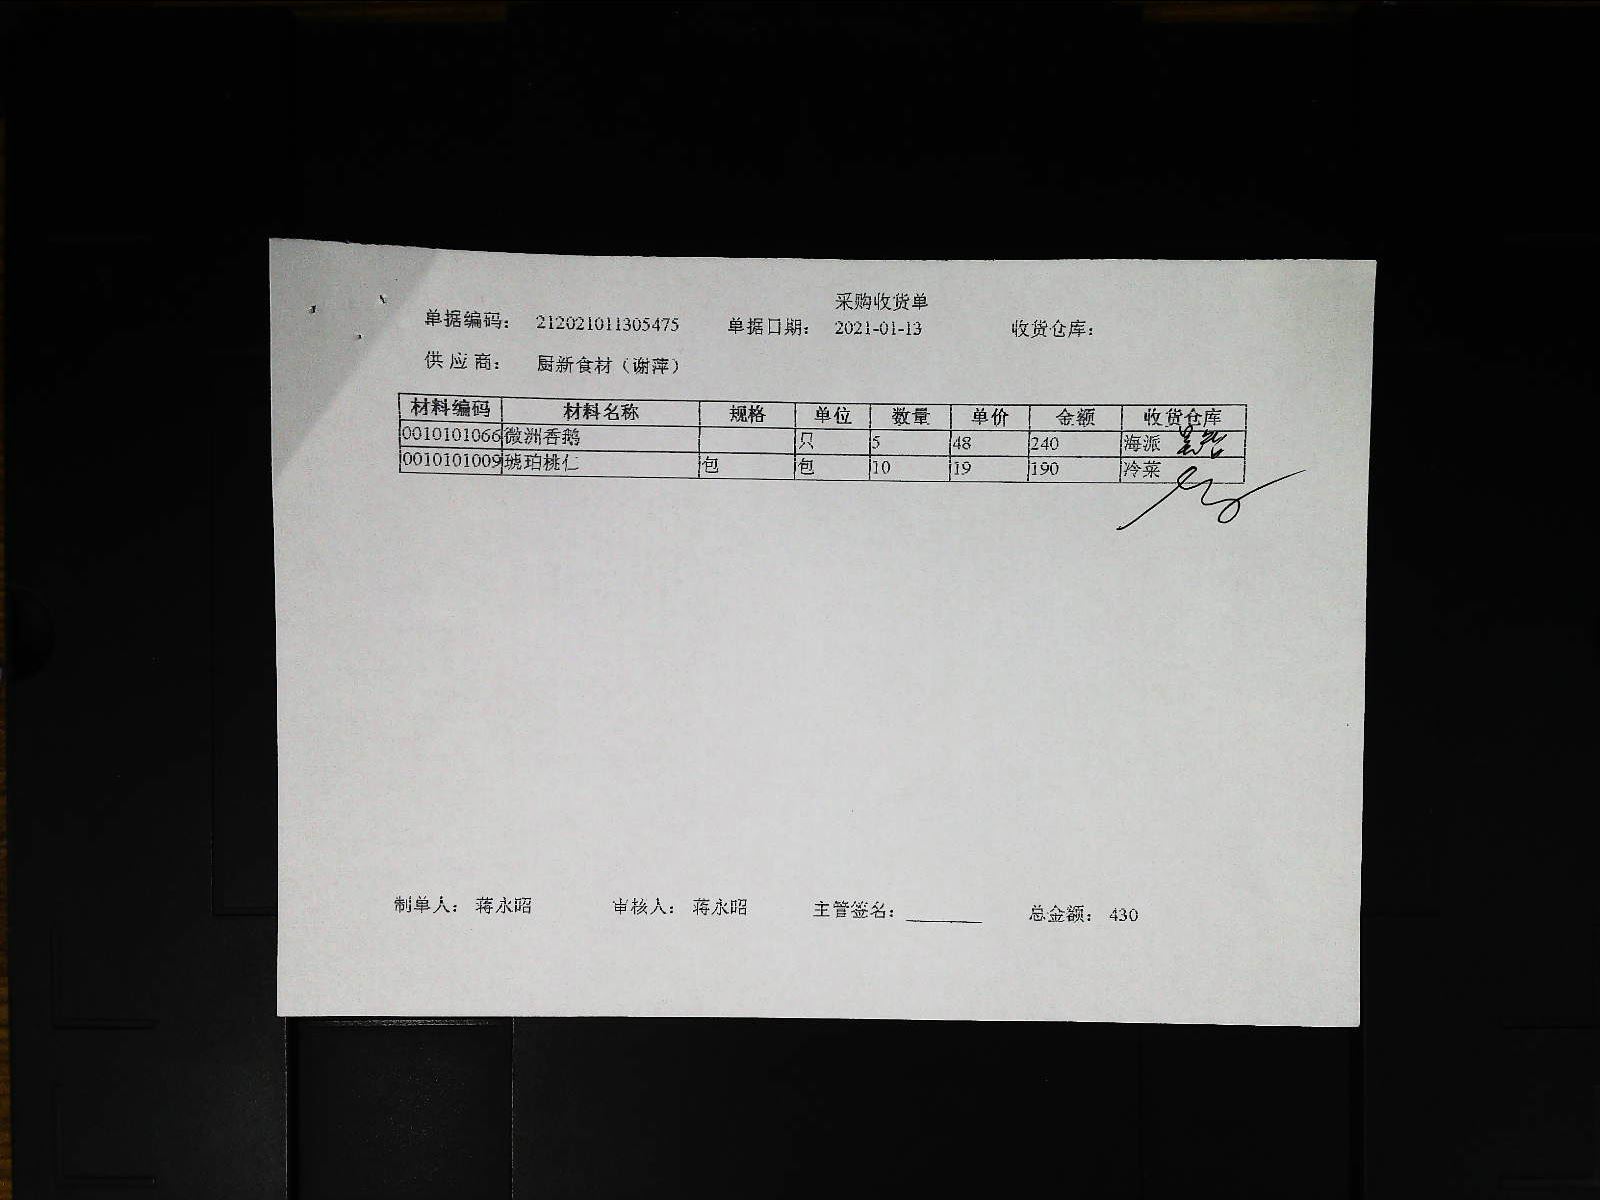 采购收货单
单据编码： 212021011305475 单据日期： 2021-01-13 收货仓库：
供 应 商： 厨新食材（谢萍）
材料编码 材料名称 规格 单位 数量 单价 金额 收货仓库
0010101066 微洲香鹅 只 5 48 240 海派
0010101009 琥珀桃仁 包 包 10 19 190 冷菜
制单人： 蒋永昭 审核人： 蒋永昭 主管签名： ________ 总金额： 430